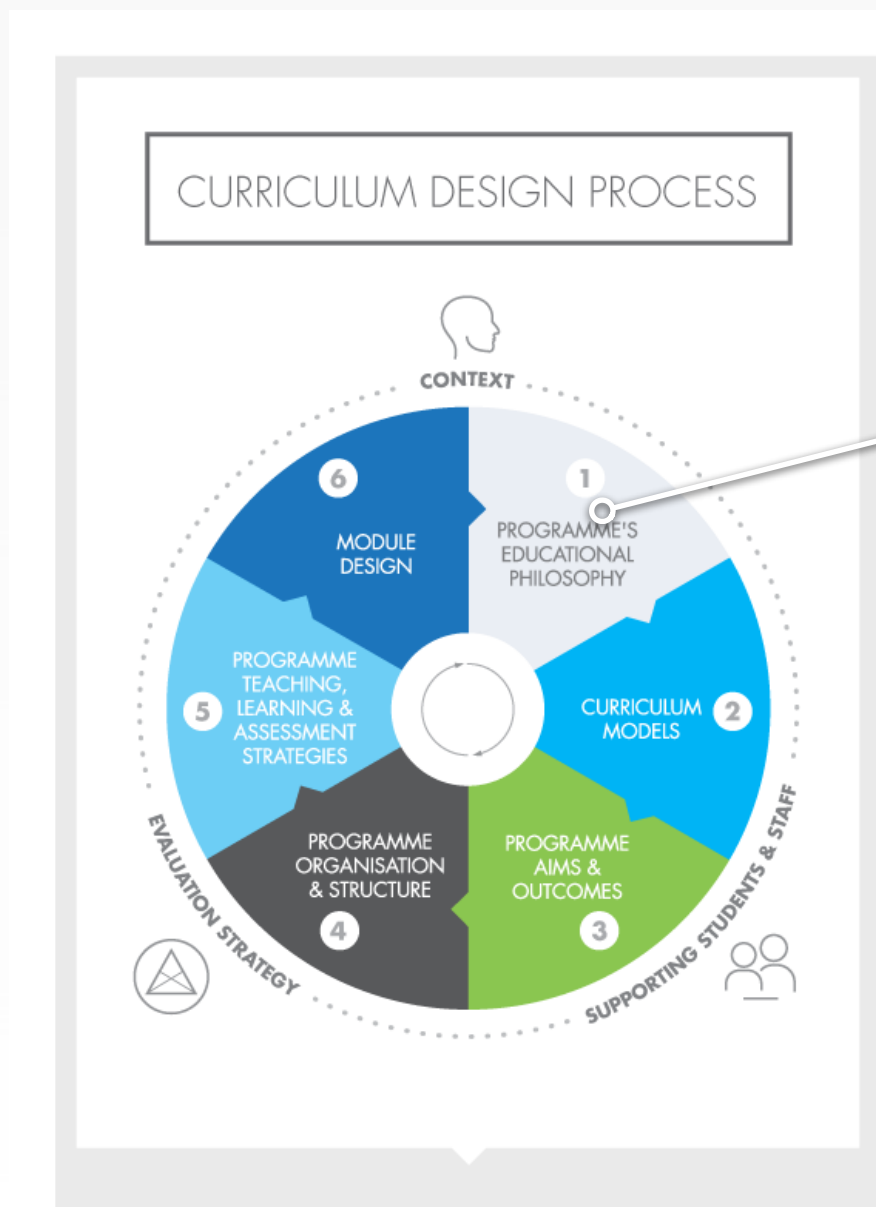 CURRICULUM DESIGN PROCESS
CONTEXT
1
PROGRAMME'S
EDUCATIONAL
PHILOSOPHY
CURRICULUM
MODELS
2
PROGRAMME
AIMS &
OUTCOMES
3
PROGRAMME
ORGANISATION
& STRUCTURE
4
5
PROGRAMME
TEACHING,
LEARNING &
ASSESSMENT
STRATEGIES
6
MODULE
DESIGN
SUPPORTING STUDENTS & STAFF
EVALUATION STRATEGY